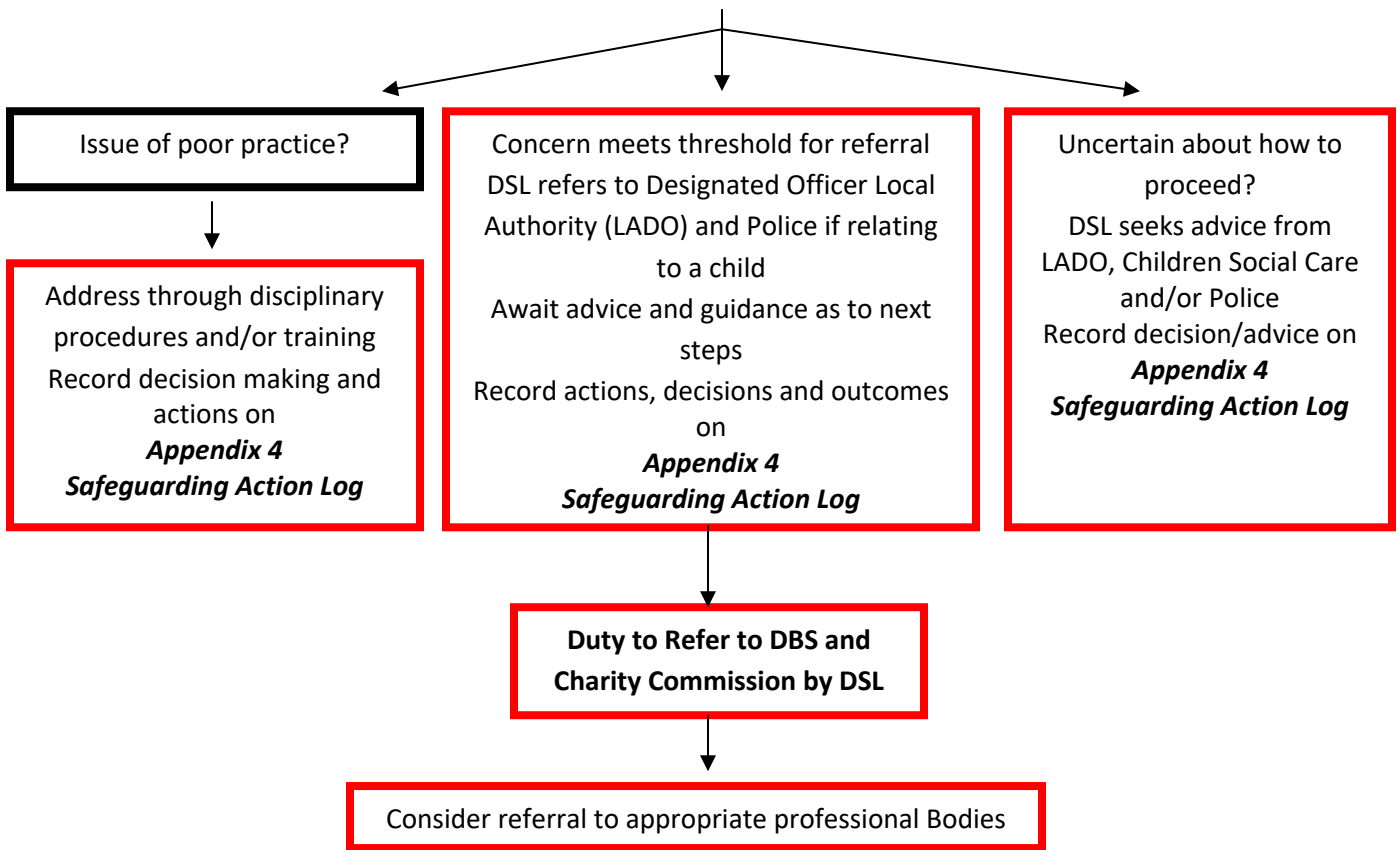 Issue of poor practice?
Address through disciplinary
procedures and/or training
Record decision making and
actions on
Appendix 4
Safeguarding Action Log
Concern meets threshold for referral
DSL refers to Designated Officer Local
Authority (LADO) and Police if relating
to a child
Await advice and guidance as to next
steps
Record actions, decisions and outcomes
on
Appendix 4
Safeguarding Action Log
Uncertain about how to
proceed?
DSL seeks advice from
LADO, Children Social Care
and/or Police
Record decision/advice on
Appendix 4
Safeguarding Action Log
Duty to Refer to DBS and
Charity Commission by DSL
Consider referral to appropriate professional Bodies